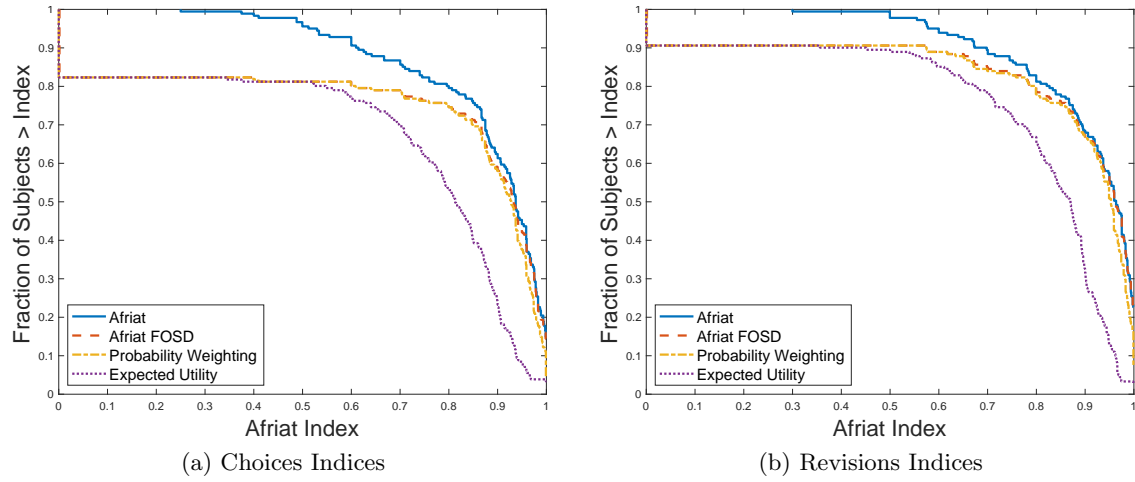 Fraction of Subjects > Index
1
0.9
0.8
0.7
0.6
0.5
0.4
0.3
0.2
0.1
0
Afriat
Afriat FOSD
Probability Weighting
Expected Utility
0 0.1 0.2 0.3 0.4 0.5 0.6 0.7 0.8 0.9 1
Afriat Index
(a) Choices Indices
Fraction of Subjects > Index
1
0.9
0.8
0.7
0.6
0.5
0.4
0.3
0.2
0.1
0
Afriat
Afriat FOSD
Probability Weighting
Expected Utility
0 0.1 0.2 0.3 0.4 0.5 0.6 0.7 0.8 0.9 1
Afriat Index
(b) Revisions Indices